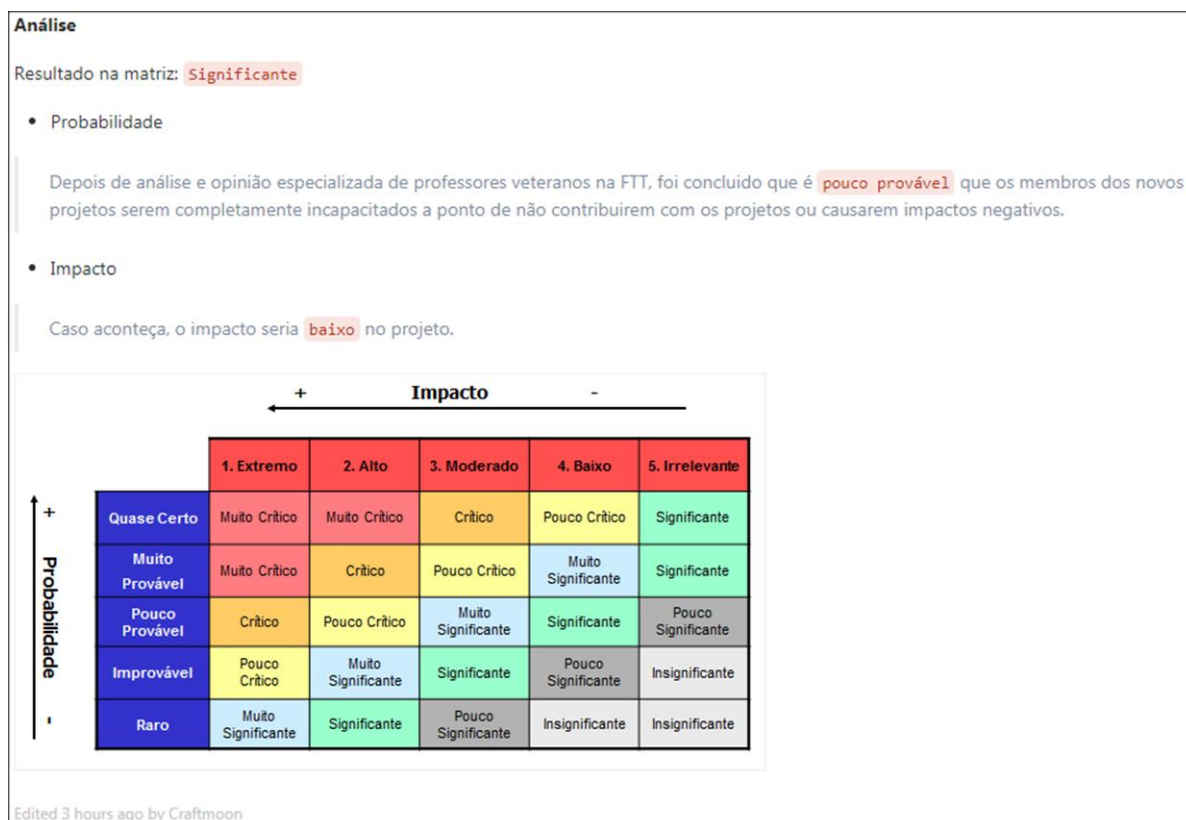 Análise
Resultado na matriz: Significante
• Probabilidade
Depois de análise e opinião especializada de professores veteranos na FTT, foi concluido que é pouco provável que os membros dos novos
projetos serem completamente incapacitados a ponto de não contribuirem com os projetos ou causarem impactos negativos.
• Impacto
Caso aconteça, o impacto seria baixo no projeto.
+ Impacto -
1. Extremo 2. Alto 3. Moderado 4. Baixo 5. Irrelevante
+ Probabilidade -
Quase Certo Muito Crítico Muito Crítico Crítico Pouco Crítico Significante
Muito
Provável Muito Crítico Crítico Pouco Crítico Muito
Significante Significante
Pouco
Provável Crítico Pouco Crítico Muito
Significante Significante Pouco
Significante
Improvável Pouco
Crítico Muito
Significante Significante Pouco
Significante Insignificante
Raro Muito
Significante Significante Pouco
Significante Insignificante Insignificante
Edited 3 hours ago by Craftmoon